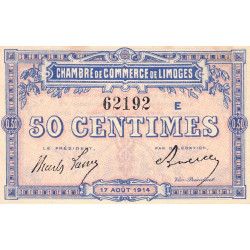 CHAMBRE DE COMMERCE DE LIMOGES
62192 E
0,50 50 CENTIMES 0,50
LE PRÉSIDENT, PAR DÉLÉGATION,
Vice-Président
17 AOÛT 1914